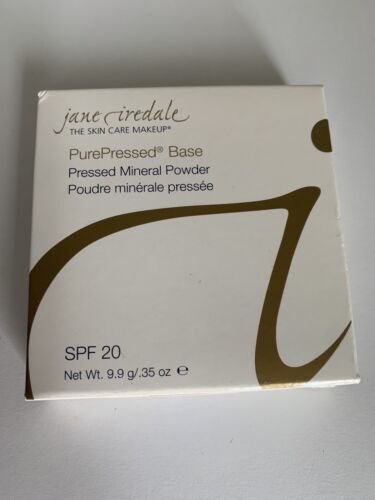 jane iredale
THE SKIN CARE MAKEUP®
PurePressed® Base
Pressed Mineral Powder
Poudre minérale pressée
SPF 20
Net Wt. 9.9 g/.35 oz ℮